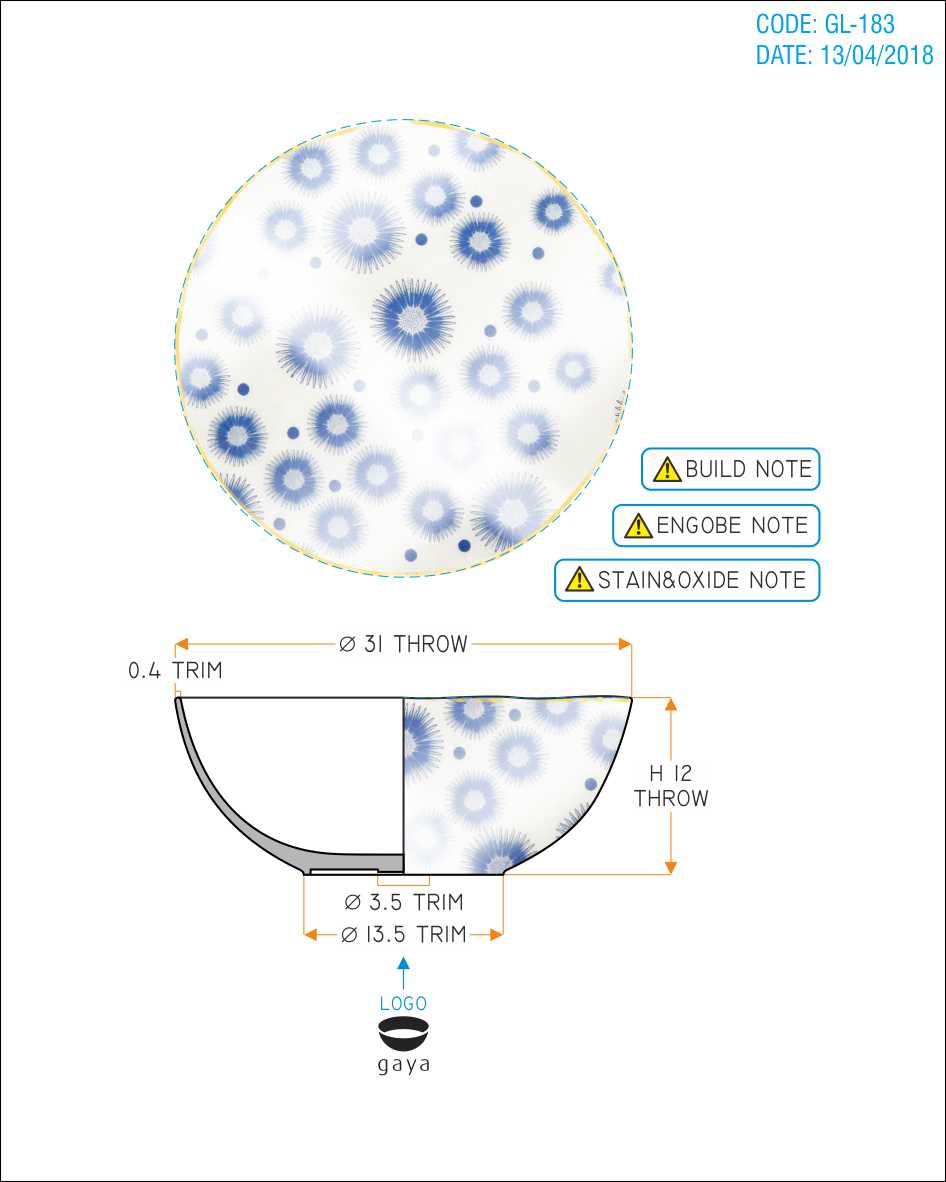 CODE: GL-183
DATE: 13/04/2018
BUILD NOTE
ENGOBE NOTE
STAIN&OXIDE NOTE
Ø 31 THROW
0.4 TRIM
H 12
THROW
Ø 3.5 TRIM
Ø 13.5 TRIM
LOGO
gaya